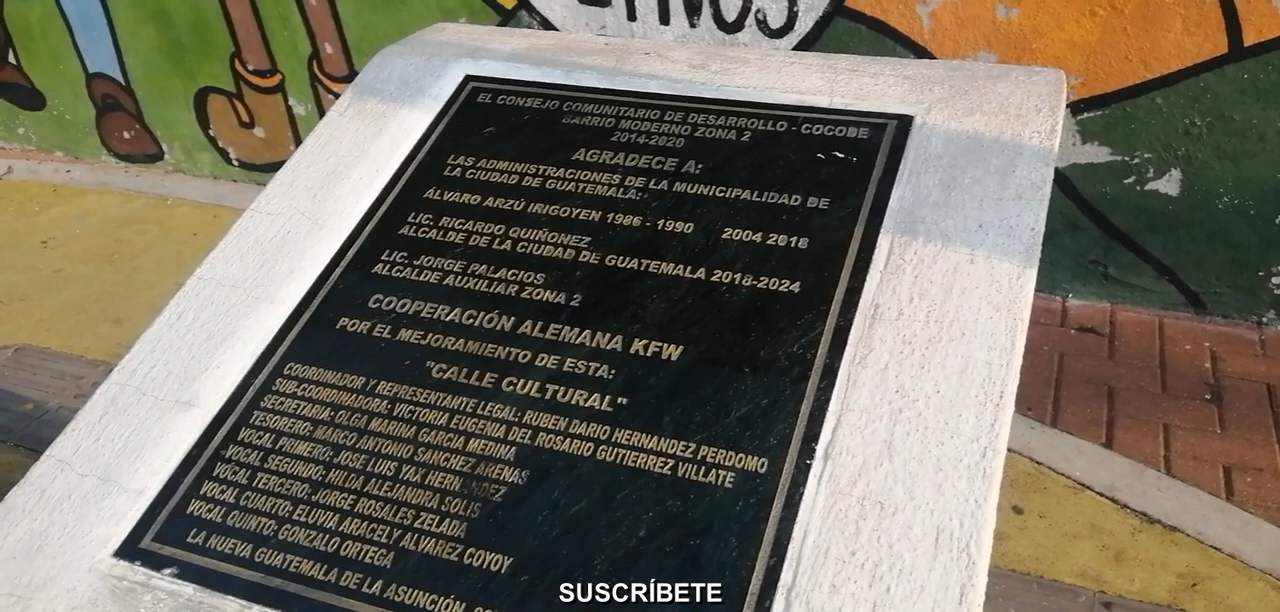 EL CONSEJO COMUNITARIO DE DESARROLLO - COCODE
BARRIO MODERNO ZONA 2
2014-2020
AGRADECE A:
LAS ADMINISTRACIONES DE LA MUNICIPALIDAD DE
LA CIUDAD DE GUATEMALA:
ÁLVARO ARZÚ IRIGOYEN 1986 - 1990 2004 2018
LIC. RICARDO QUIÑONEZ
ALCALDE DE LA CIUDAD DE GUATEMALA 2018-2024
LIC. JORGE PALACIOS
ALCALDE AUXILIAR ZONA 2
COOPERACIÓN ALEMANA KFW
POR EL MEJORAMIENTO DE ESTA:
"CALLE CULTURAL"
COORDINADOR Y REPRESENTANTE LEGAL: RUBEN DARIO HERNANDEZ PERDOMO
SUB-COORDINADORA: VICTORIA EUGENIA DEL ROSARIO GUTIERREZ VILLATE
SECRETARIA: OLGA MARINA GARCIA MEDINA
TESORERO: MARCO ANTONIO SANCHEZ ARENAS
VOCAL PRIMERO: JOSE LUIS YAX HERNANDEZ
VOCAL SEGUNDO: HILDA ALEJANDRA SOLIS
VOCAL TERCERO: JORGE ROSALES ZELADA
VOCAL CUARTO: ELUVIA ARACELY ALVAREZ COYOY
VOCAL QUINTO: GONZALO ORTEGA
LA NUEVA GUATEMALA DE LA ASUNCIÓN,
SUSCRÍBETE